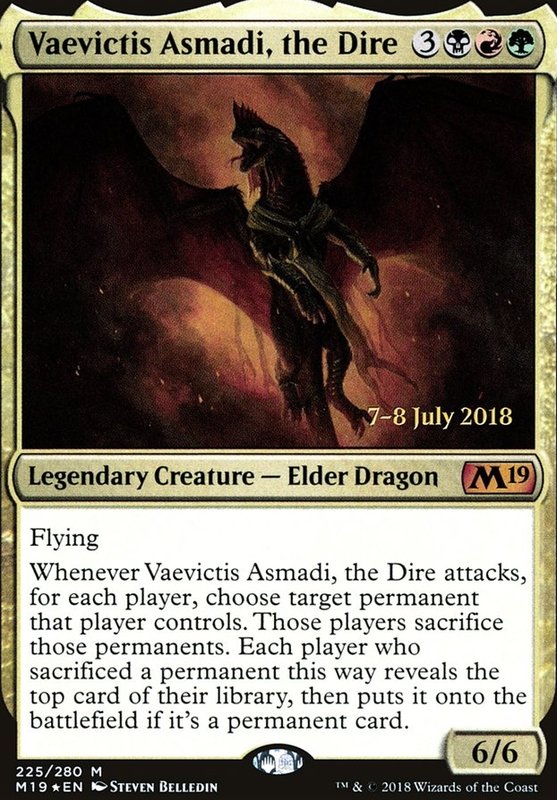 Vaevictis Asmadi, the Dire 3
7–8 July 2018
Legendary Creature — Elder Dragon M19
Flying
Whenever Vaevictis Asmadi, the Dire attacks,
for each player, choose target permanent
that player controls. Those players sacrifice
those permanents. Each player who
sacrificed a permanent this way reveals the
top card of their library, then puts it onto the
battlefield if it's a permanent card.
6/6
225/280 M
M19★EN Steven Belledin
™ & © 2018 Wizards of the Coast